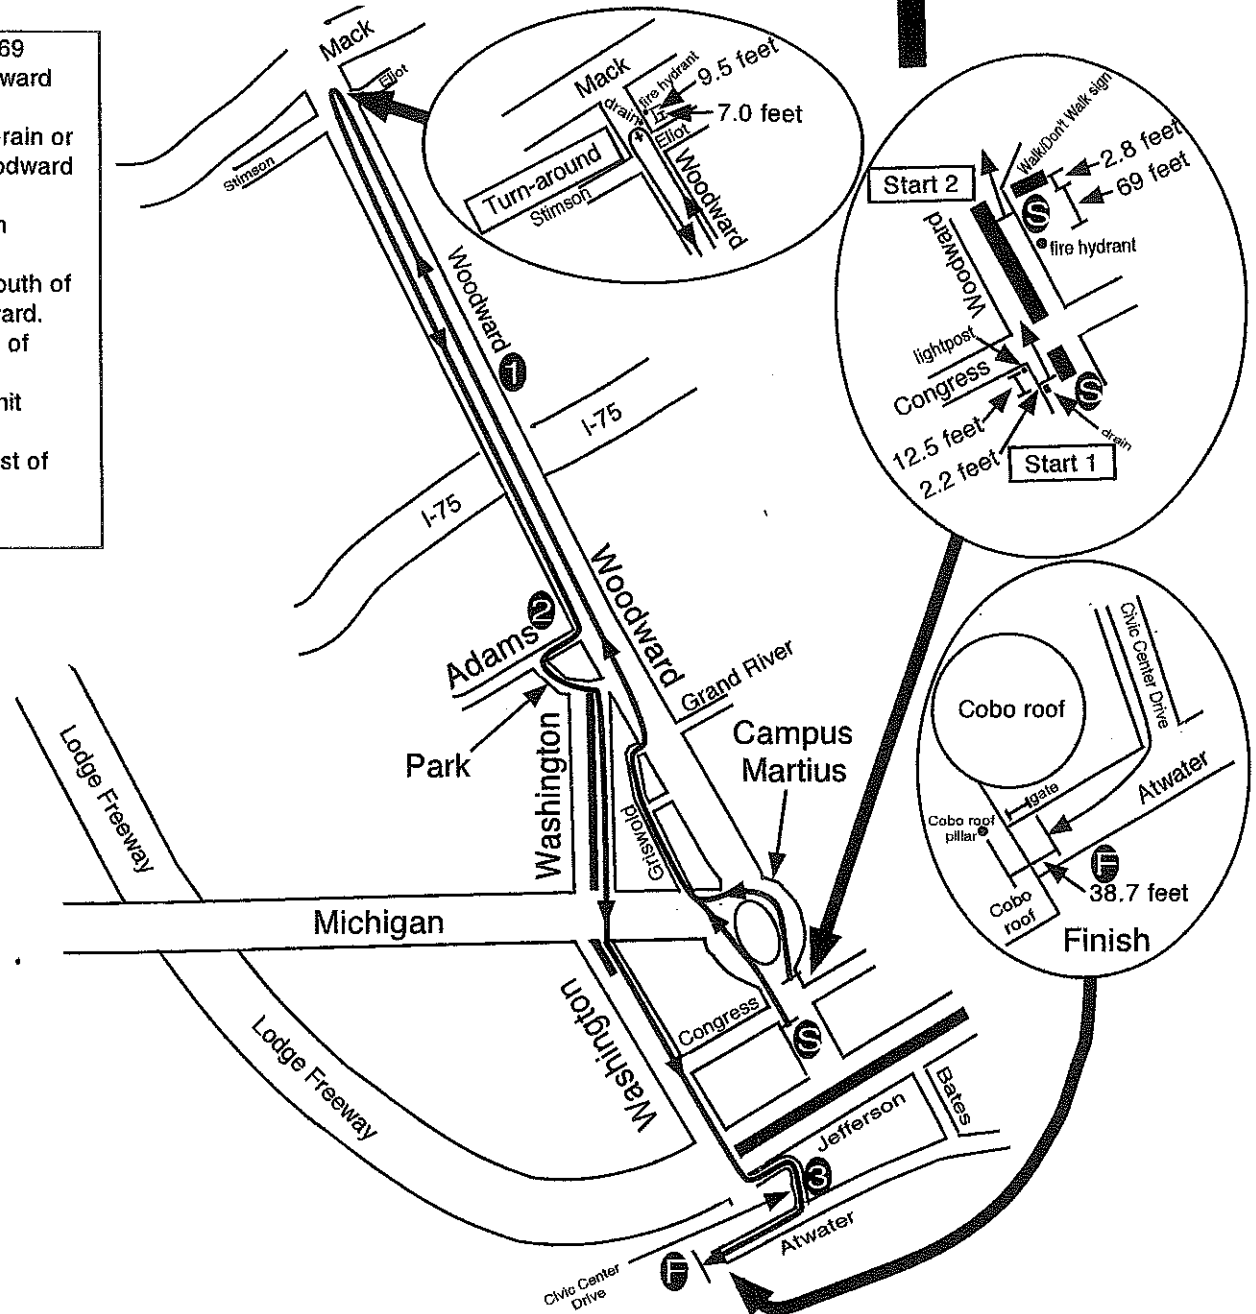 69
ward
rain or
odward
n
outh of
ard.
of
nit
st of
Mack
Eliot
Stimson
Mack
drain
fire hydrant
9.5 feet
7.0 feet
Eliot
Turn-around
Stimson
Woodward
Walk/Don't Walk sign
2.8 feet
69 feet
Start 2
S
fire hydrant
Woodward
lightpost
Congress
S
12.5 feet
2.2 feet
drain
Start 1
Woodward
1
I-75
I-75
Woodward
2
Adams
Grand River
Park
Washington
Griswold
Campus
Martius
Lodge Freeway
Michigan
Civic Center Drive
Cobo roof
gate
Atwater
Cobo roof
pillar
F
38.7 feet
Cobo
roof
Finish
Washington
Congress
S
Lodge Freeway
Bates
Jefferson
3
Atwater
F
Civic Center
Drive